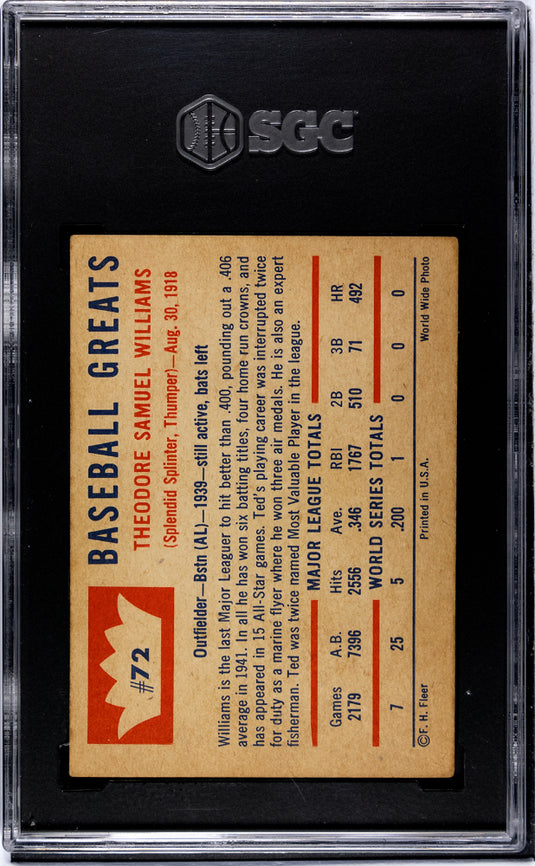 SGC
#72
BASEBALL GREATS
THEODORE SAMUEL WILLIAMS
(Splendid Splinter, Thumper)—Aug. 30, 1918
Outfielder—Bstn (AL)—1939—still active, bats left
Williams is the last Major Leaguer to hit better than .400, pounding out a .406
average in 1941. In all he has won six batting titles, four home run crowns, and
has appeared in 15 All-Star games. Ted's playing career was interrupted twice
for duty as a marine flyer where he won three air medals. He is also an expert
fisherman. Ted was twice named Most Valuable Player in the league.
MAJOR LEAGUE TOTALS
Games A.B. Hits Ave. RBI 2B 3B HR
2179 7396 2556 .346 1767 510 71 492
WORLD SERIES TOTALS
7 25 5 .200 1 0 0 0
©F. H. Fleer Printed in U.S.A. World Wide Photo